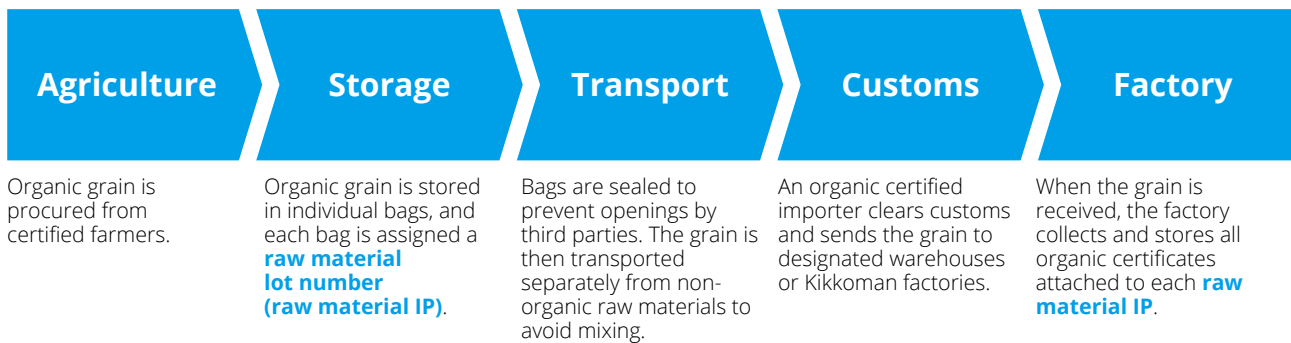 Agriculture
Storage
Transport
Customs
Factory
Organic grain is
procured from
certified farmers.
Organic grain is stored
in individual bags, and
each bag is assigned a
raw material
lot number
(raw material IP).
Bags are sealed to
prevent openings by
third parties. The grain is
then transported
separately from non-
organic raw materials to
avoid mixing.
An organic certified
importer clears customs
and sends the grain to
designated warehouses
or Kikkoman factories.
When the grain is
received, the factory
collects and stores all
organic certificates
attached to each raw
material IP.